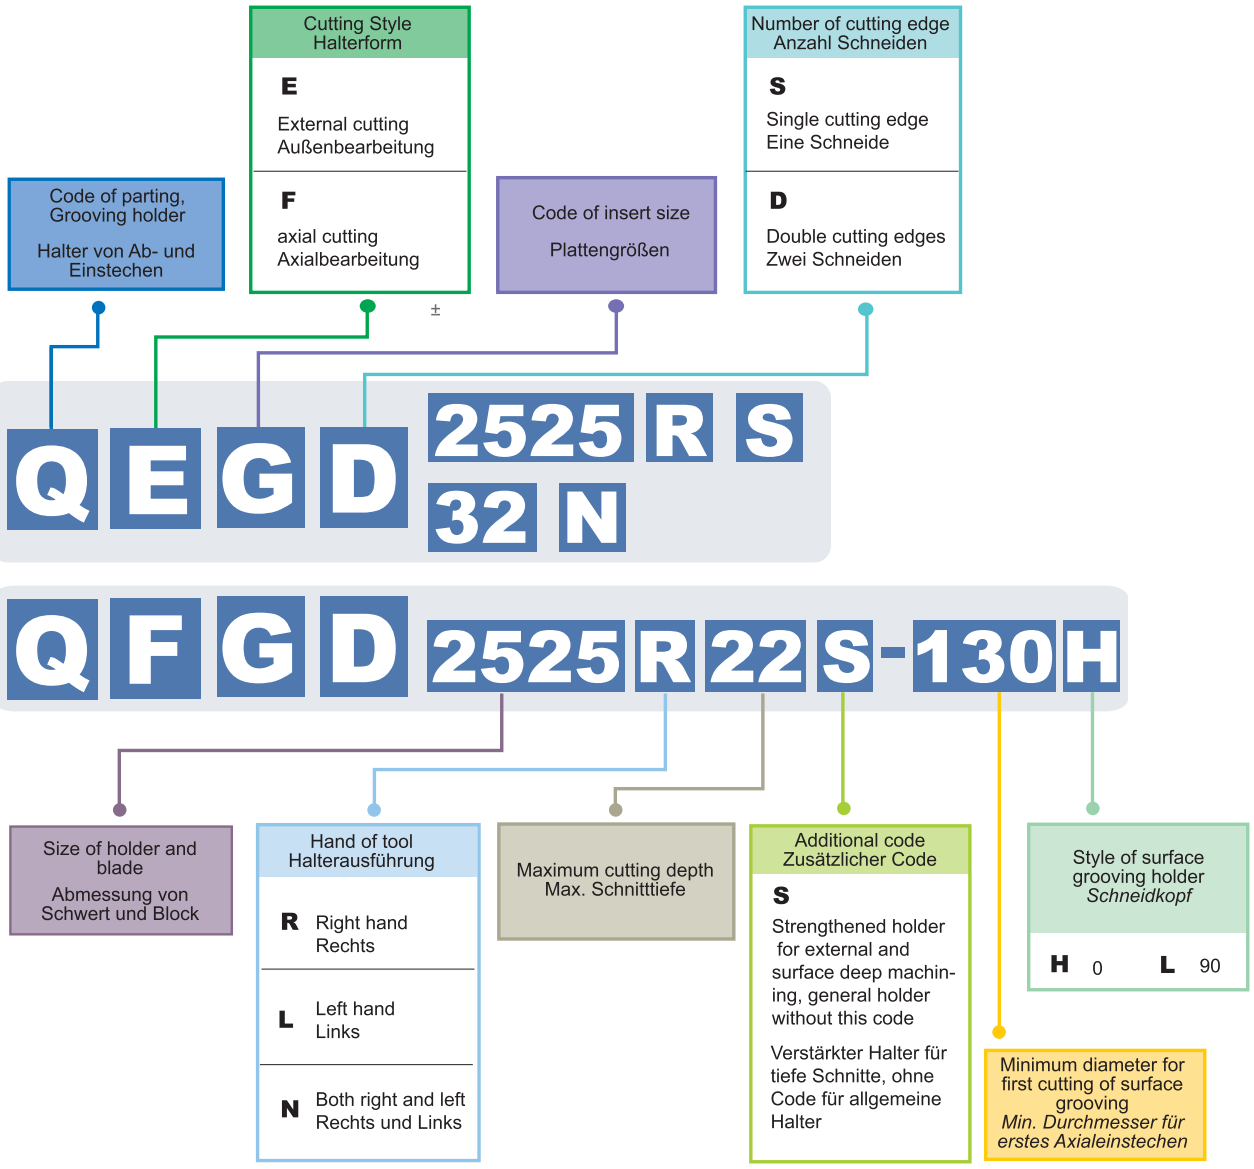 Cutting Style
Halterform
E
External cutting
Außenbearbeitung
F
axial cutting
Axialbearbeitung
Number of cutting edge
Anzahl Schneiden
S
Single cutting edge
Eine Schneide
D
Double cutting edges
Zwei Schneiden
Code of parting,
Grooving holder
Halter von Ab- und
Einstechen
Code of insert size
Plattengrößen
±
Q E G D 2525 R S
32 N
Q F G D 2525 R 22 S - 130 H
Size of holder and
blade
Abmessung von
Schwert und Block
Hand of tool
Halterausführung
R Right hand
Rechts
L Left hand
Links
N Both right and left
Rechts und Links
Maximum cutting depth
Max. Schnitttiefe
Additional code
Zusätzlicher Code
S
Strengthened holder
for external and
surface deep machin-
ing, general holder
without this code
Verstärkter Halter für
tiefe Schnitte, ohne
Code für allgemeine
Halter
Style of surface
grooving holder
Schneidkopf
H 0 L 90
Minimum diameter for
first cutting of surface
grooving
Min. Durchmesser für
erstes Axialeinstechen